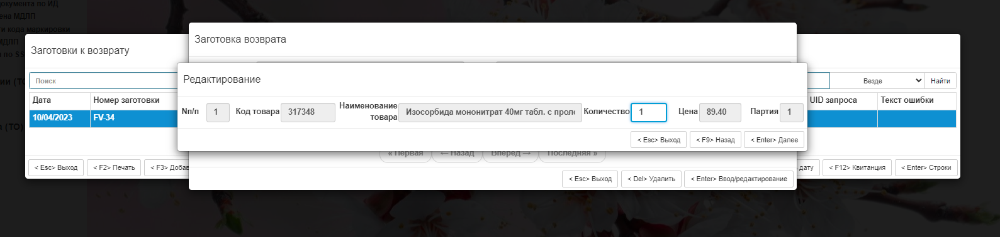 документа по ИД
ена МДЛП
ти кода маркировки
МДЛП
и по SS
ии (ТО
а (ТО)
Заготовки к возврату
Поиск
Везде
Найти
Дата
Номер заготовки
UID запроса
Текст ошибки
10/04/2023
FV-34
< Esc> Выход
< F2> Печать
< F3> Добав
дату
< F12> Квитанция
< Enter> Строки
Заготовка возврата
« Первая
← Назад
Вперед →
Последняя »
< Esc> Выход
< Del> Удалить
< Enter> Ввод/редактирование
Редактирование
Nп/п
1
Код товара
317348
Наименование
товара
Изосорбида мононитрат 40мг табл. с проло
Количество
1
Цена
89.40
Партия
1
< Esc> Выход
< F9> Назад
< Enter> Далее